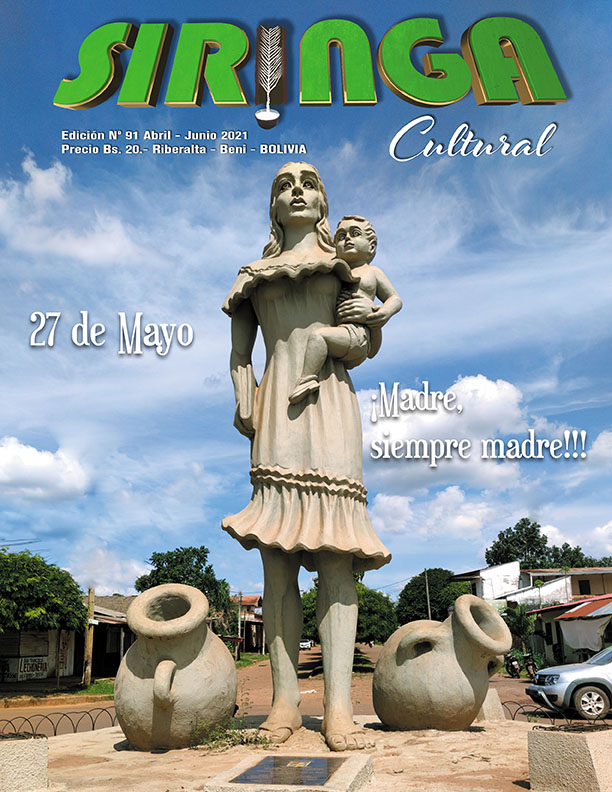 SIRINGA
Cultural
Edición Nº 91 Abril - Junio 2021
Precio Bs. 20.- Riberalta - Beni - BOLIVIA
27 de Mayo
¡Madre,
siempre madre!!!